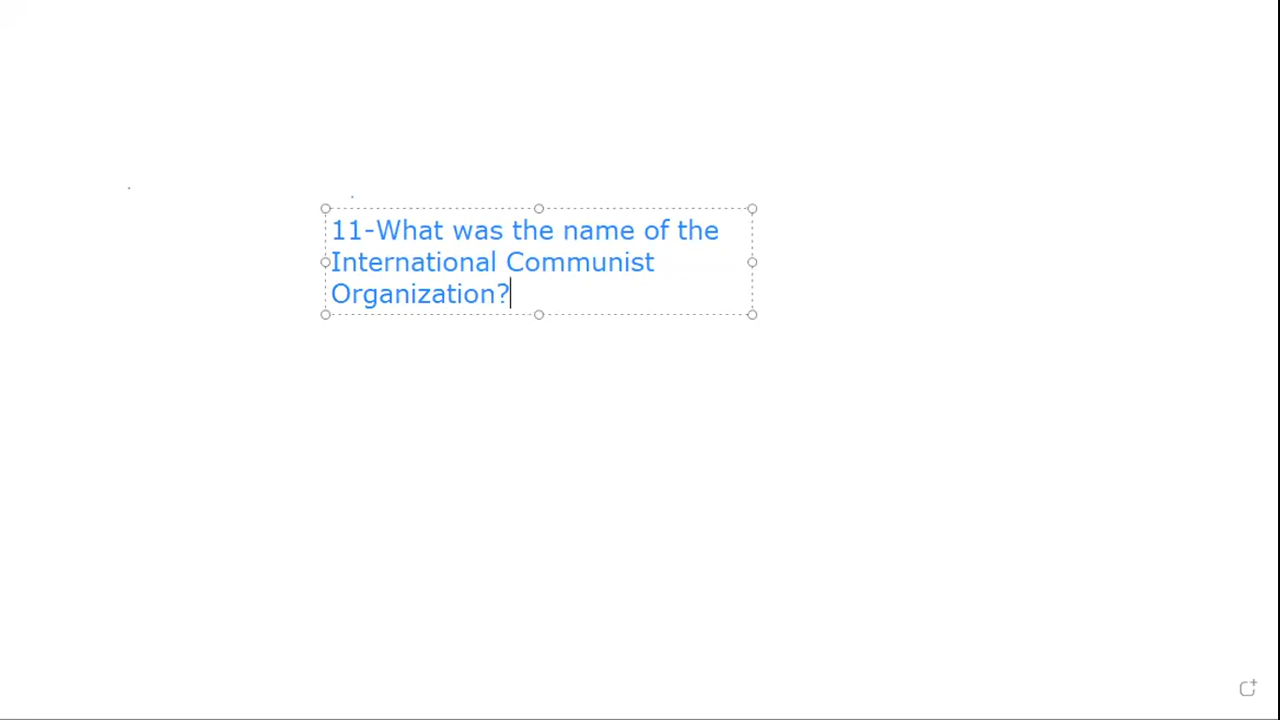 11-What was the name of the
International Communist
Organization?